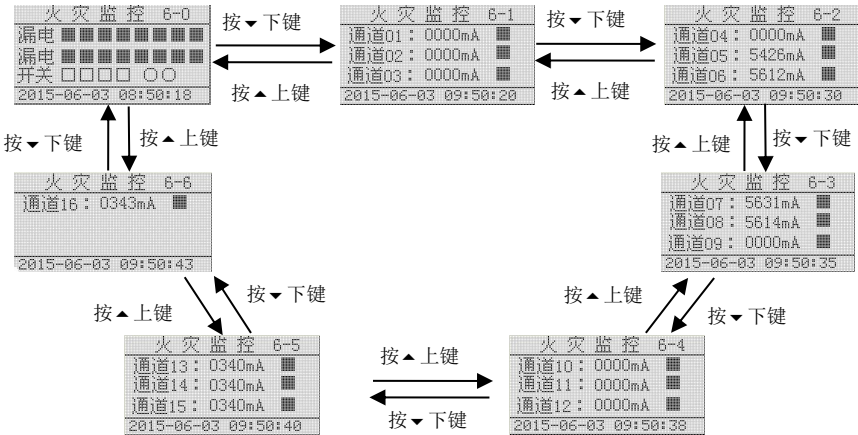 火灾监控 6-0
漏电 ■■■■■■■■
漏电 ■■■■■■■■
开关 □□□□ ○○
2015-06-03 08:50:18
按▼下键
按▲上键
火灾监控 6-1
通道01：0000mA ■
通道02：0000mA ■
通道03：0000mA ■
2015-06-03 09:50:20
按▼下键
按▲上键
火灾监控 6-2
通道04：0000mA ■
通道05：5426mA ■
通道06：5612mA ■
2015-06-03 09:50:30
按▼下键
按▲上键
按▲上键
按▼下键
火灾监控 6-6
通道16：0343mA ■
2015-06-03 09:50:43
火灾监控 6-3
通道07：5631mA ■
通道08：5614mA ■
通道09：0000mA ■
2015-06-03 09:50:35
按▲上键
按▼下键
按▲上键
按▼下键
火灾监控 6-5
通道13：0340mA ■
通道14：0340mA ■
通道15：0340mA ■
2015-06-03 09:50:40
按▲上键
按▼下键
火灾监控 6-4
通道10：0000mA ■
通道11：0000mA ■
通道12：0000mA ■
2015-06-03 09:50:38